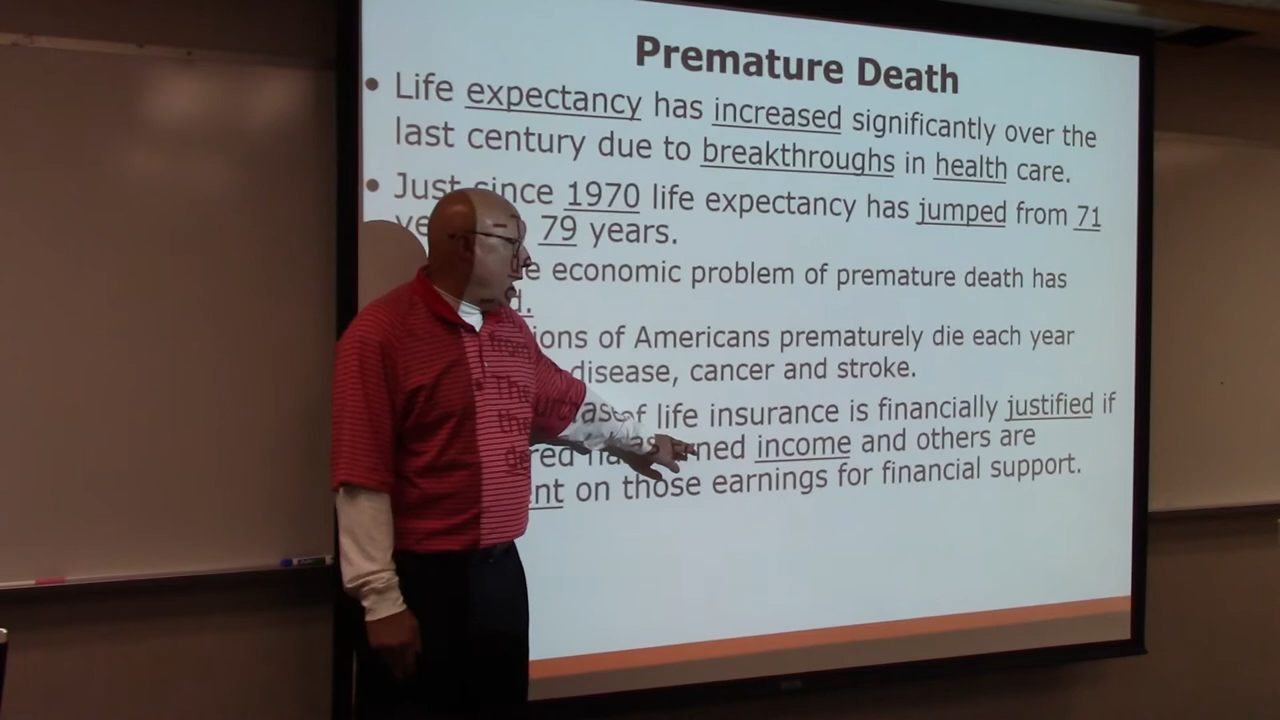 Premature Death
• Life expectancy has increased significantly over the
last century due to breakthroughs in health care.
• Just since 1970 life expectancy has jumped from 71
79 years.
economic problem of premature death has
of Americans prematurely die each year
disease, cancer and stroke.
of life insurance is financially justified if
income and others are
on those earnings for financial support.